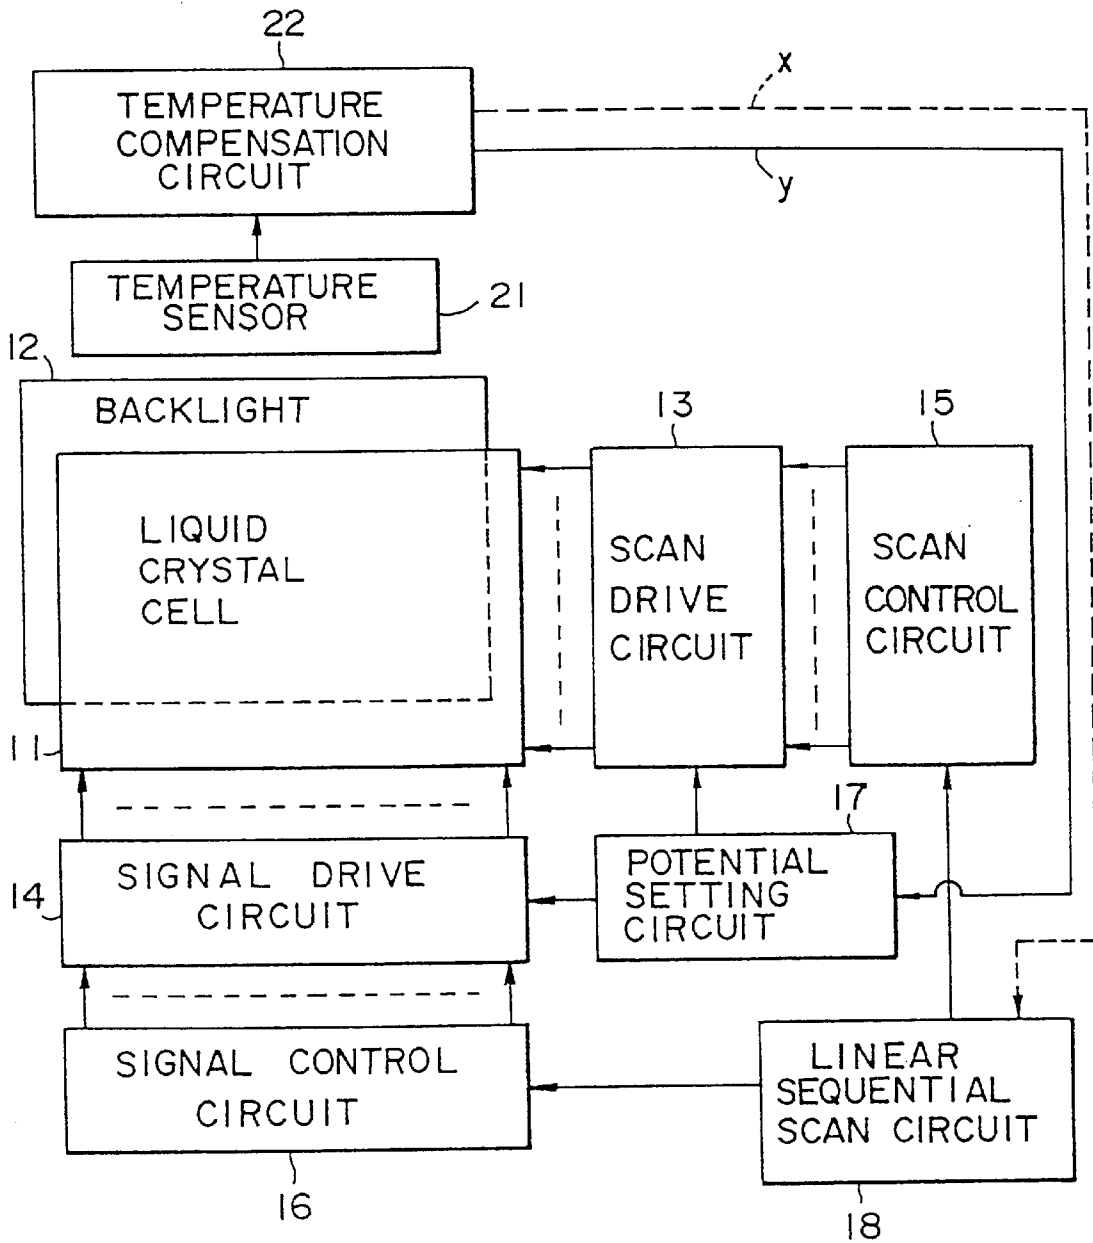 22
TEMPERATURE
COMPENSATION
CIRCUIT
x
y
TEMPERATURE
SENSOR
21
12
BACKLIGHT
13
15
LIQUID
CRYSTAL
CELL
SCAN
DRIVE
CIRCUIT
SCAN
CONTROL
CIRCUIT
11
17
SIGNAL DRIVE
CIRCUIT
14
POTENTIAL
SETTING
CIRCUIT
SIGNAL CONTROL
CIRCUIT
LINEAR
SEQUENTIAL
SCAN CIRCUIT
16
18